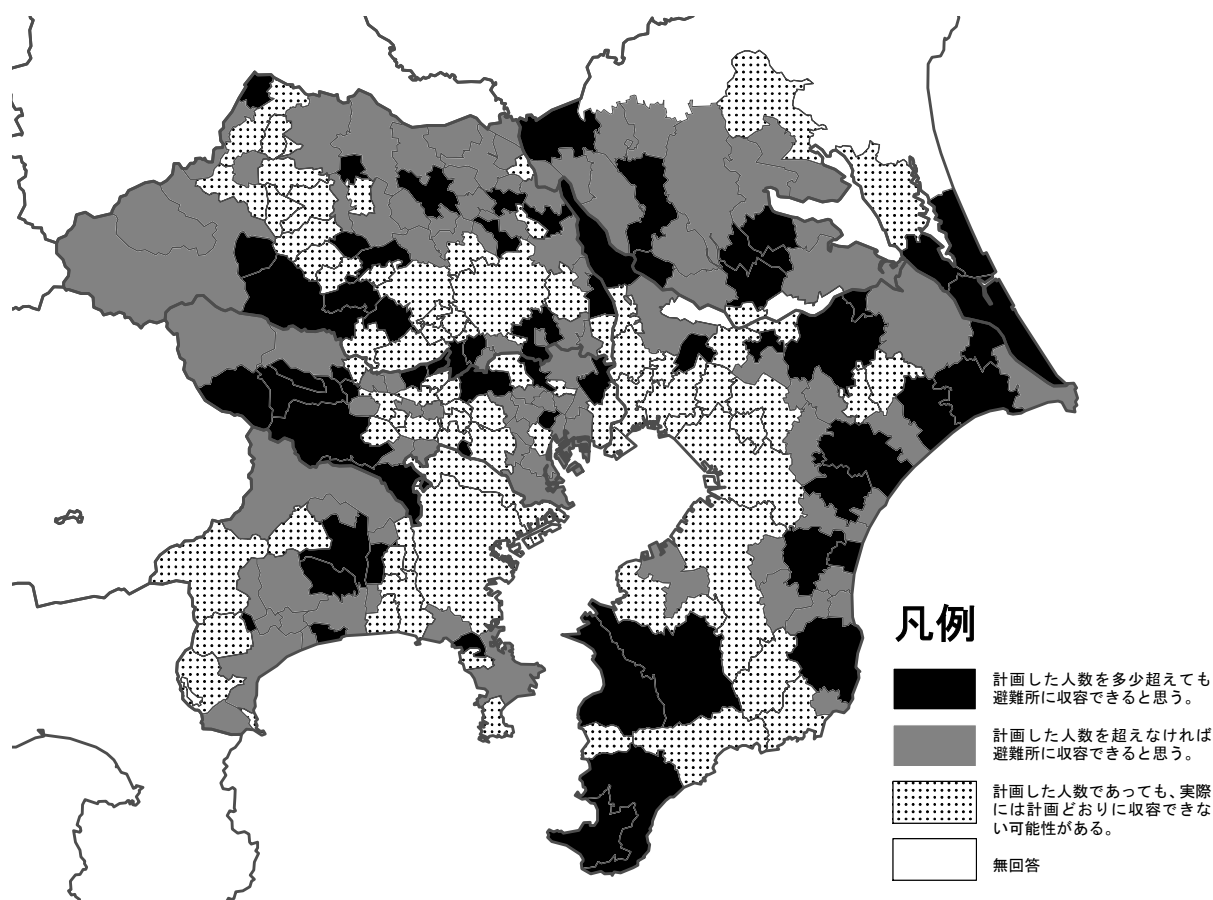 凡例
計画した人数を多少超えても
避難所に収容できると思う。
計画した人数を超えなければ
避難所に収容できると思う。
計画した人数であっても、実際
には計画どおりに収容できな
い可能性がある。
無回答